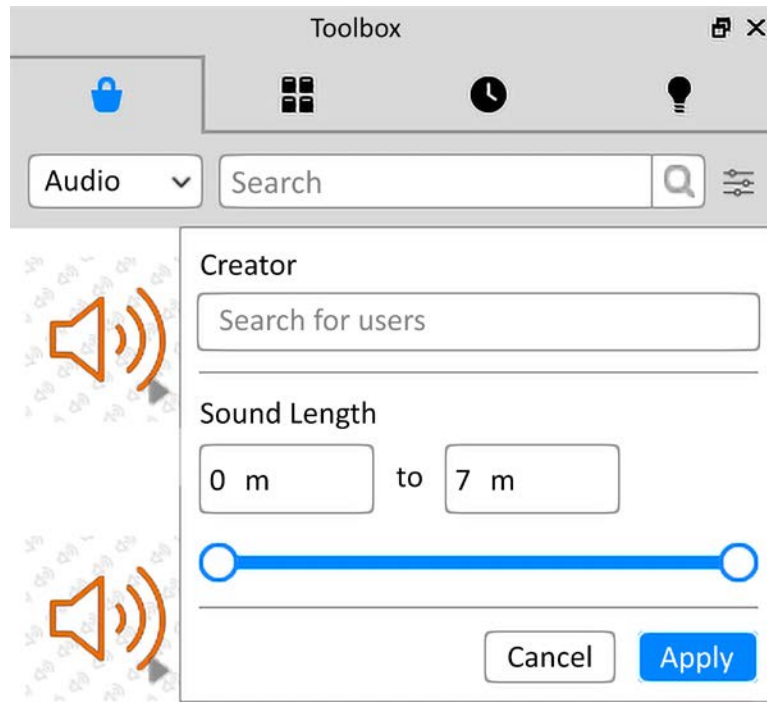 Toolbox
Audio
Search
Creator
Search for users
Sound Length
0 m to 7 m
Cancel Apply